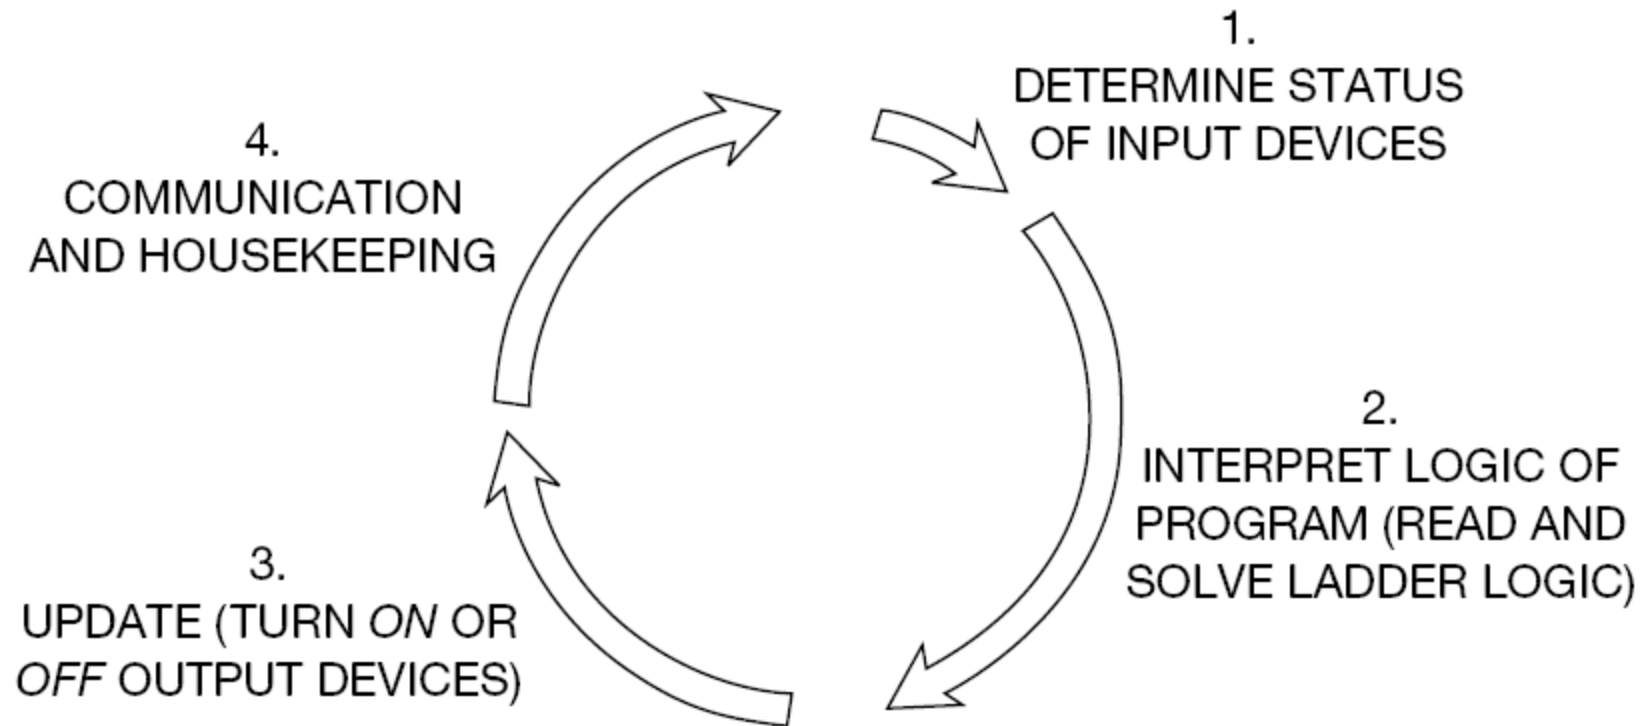 1.
DETERMINE STATUS
OF INPUT DEVICES
2.
INTERPRET LOGIC OF
PROGRAM (READ AND
SOLVE LADDER LOGIC)
3.
UPDATE (TURN ON OR
OFF OUTPUT DEVICES)
4.
COMMUNICATION
AND HOUSEKEEPING